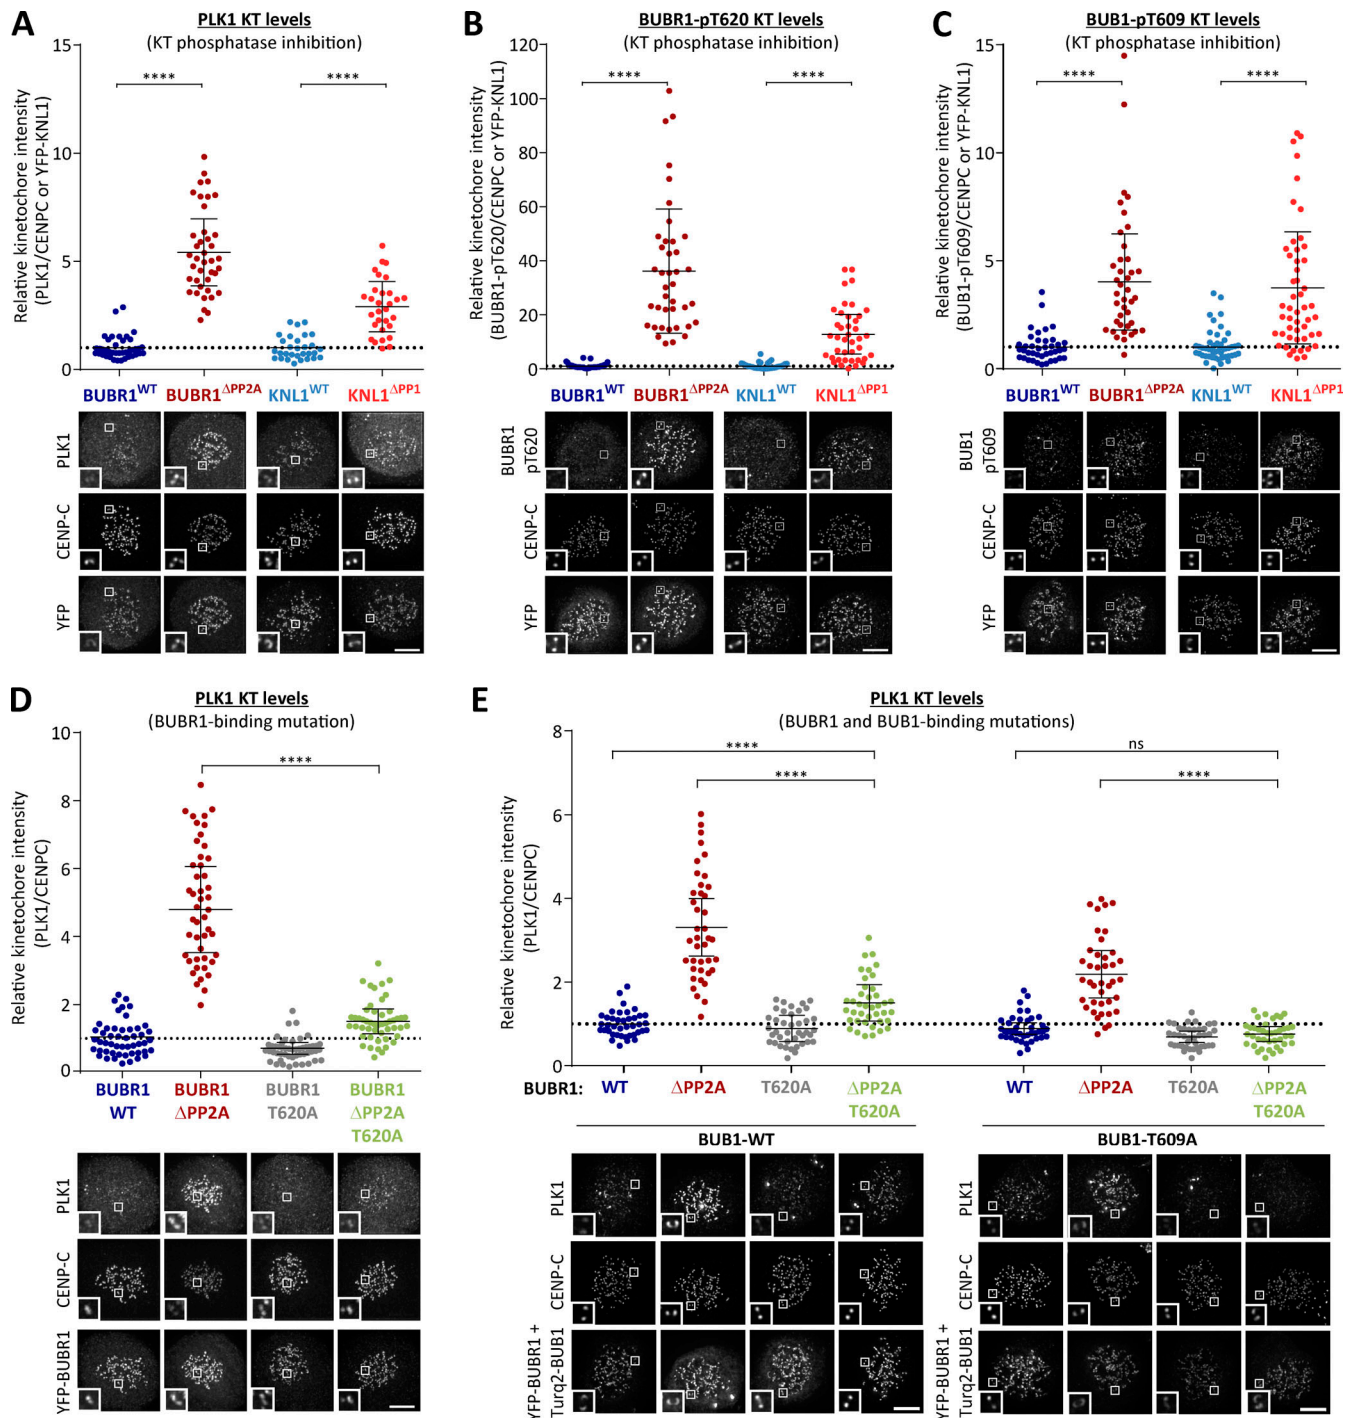 A
PLK1 KT levels
(KT phosphatase inhibition)
Relative kinetochore intensity
(PLK1/CENPC or YFP-KNL1)
15
10
5
0
****
****
BUBR1WT
BUBR1ΔPP2A
KNL1WT
KNL1ΔPP1
PLK1
CENP-C
YFP
B
BUBR1-pT620 KT levels
(KT phosphatase inhibition)
Relative kinetochore intensity
(BUBR1-pT620/CENPC or YFP-KNL1)
120
100
80
60
40
20
0
****
****
BUBR1WT
BUBR1ΔPP2A
KNL1WT
KNL1ΔPP1
BUBR1
pT620
CENP-C
YFP
C
BUB1-pT609 KT levels
(KT phosphatase inhibition)
Relative kinetochore intensity
(BUB1-pT609/CENPC or YFP-KNL1)
15
10
5
0
****
****
BUBR1WT
BUBR1ΔPP2A
KNL1WT
KNL1ΔPP1
BUB1
pT609
CENP-C
YFP
D
PLK1 KT levels
(BUBR1-binding mutation)
Relative kinetochore intensity
(PLK1/CENPC)
10
8
6
4
2
0
****
BUBR1
WT
BUBR1
ΔPP2A
BUBR1
T620A
BUBR1
ΔPP2A
T620A
PLK1
CENP-C
YFP-BUBR1
E
PLK1 KT levels
(BUBR1 and BUB1-binding mutations)
Relative kinetochore intensity
(PLK1/CENPC)
8
6
4
2
0
****
****
ns
****
BUBR1:
WT
ΔPP2A
T620A
ΔPP2A
T620A
WT
ΔPP2A
T620A
ΔPP2A
T620A
BUB1-WT
BUB1-T609A
PLK1
CENP-C
YFP-BUBR1 +
Turq2-BUB1
PLK1
CENP-C
YFP-BUBR1 +
Turq2-BUB1